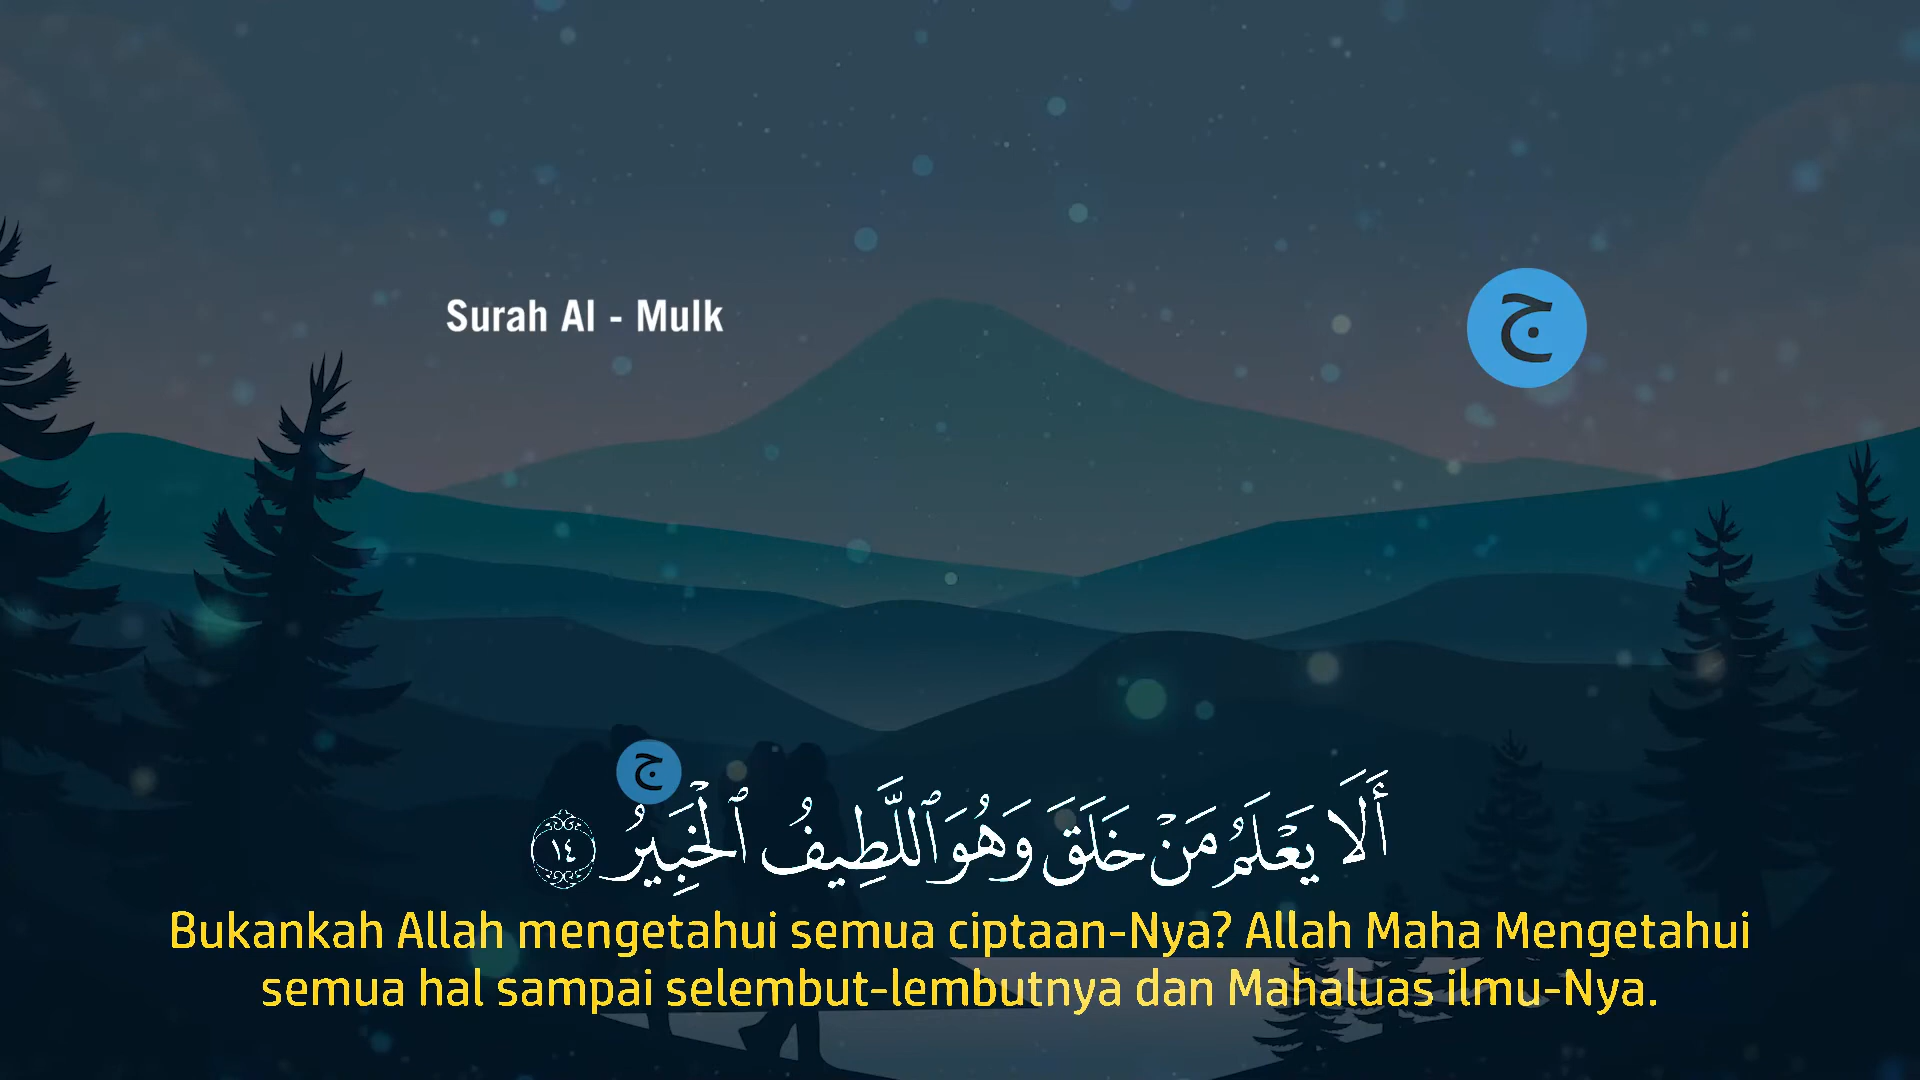 Surah Al - Mulk
ج
ج
أَلَا يَعْلَمُ مَنْ خَلَقَ وَهُوَ ٱللَّطِيفُ ٱلْخَبِيرُ ١٤
Bukankah Allah mengetahui semua ciptaan-Nya? Allah Maha Mengetahui
semua hal sampai selembut-lembutnya dan Mahaluas ilmu-Nya.